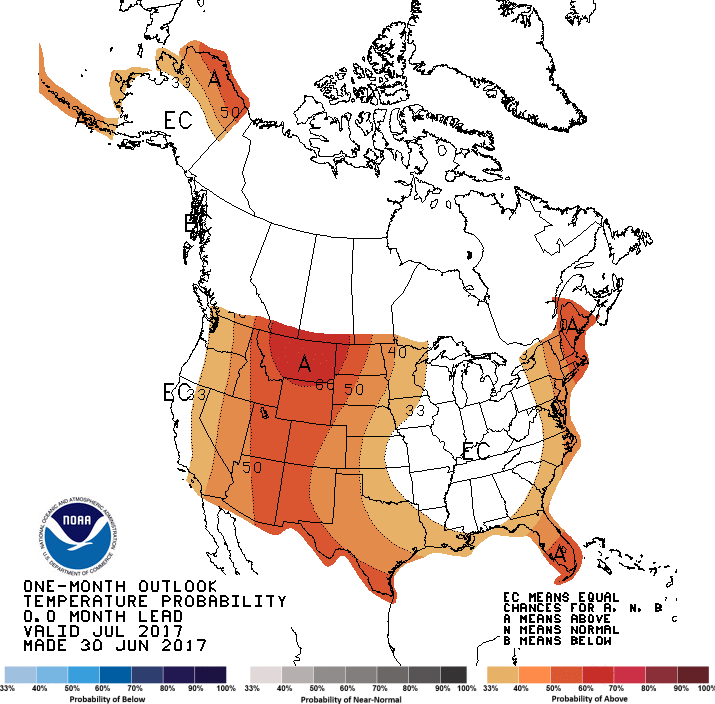 A
33
50
EC
A
E
A
40
A
33
60
50
EC
33
33
EC
50
A
NATIONAL OCEANIC AND ATMOSPHERIC ADMINISTRATION
NOAA
U.S. DEPARTMENT OF COMMERCE
ONE-MONTH OUTLOOK
TEMPERATURE PROBABILITY
0.0 MONTH LEAD
VALID JUL 2017
MADE 30 JUN 2017
EC MEANS EQUAL
CHANCES FOR A, N, B
A MEANS ABOVE
N MEANS NORMAL
B MEANS BELOW
33% 40% 50% 60% 70% 80% 90% 100%
Probability of Below
33% 40% 50% 60% 70% 80% 90% 100%
Probability of Near-Normal
33% 40% 50% 60% 70% 80% 90% 100%
Probability of Above